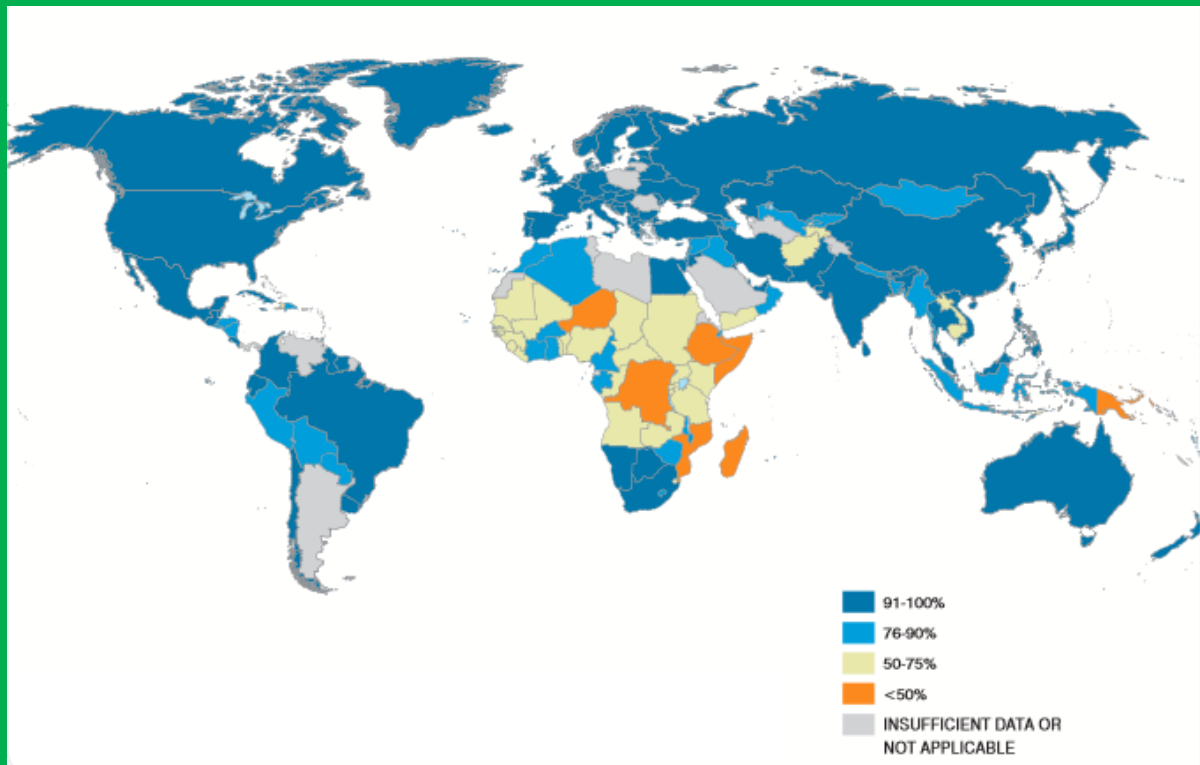 91-100%
76-90%
50-75%
<50%
INSUFFICIENT DATA OR
NOT APPLICABLE